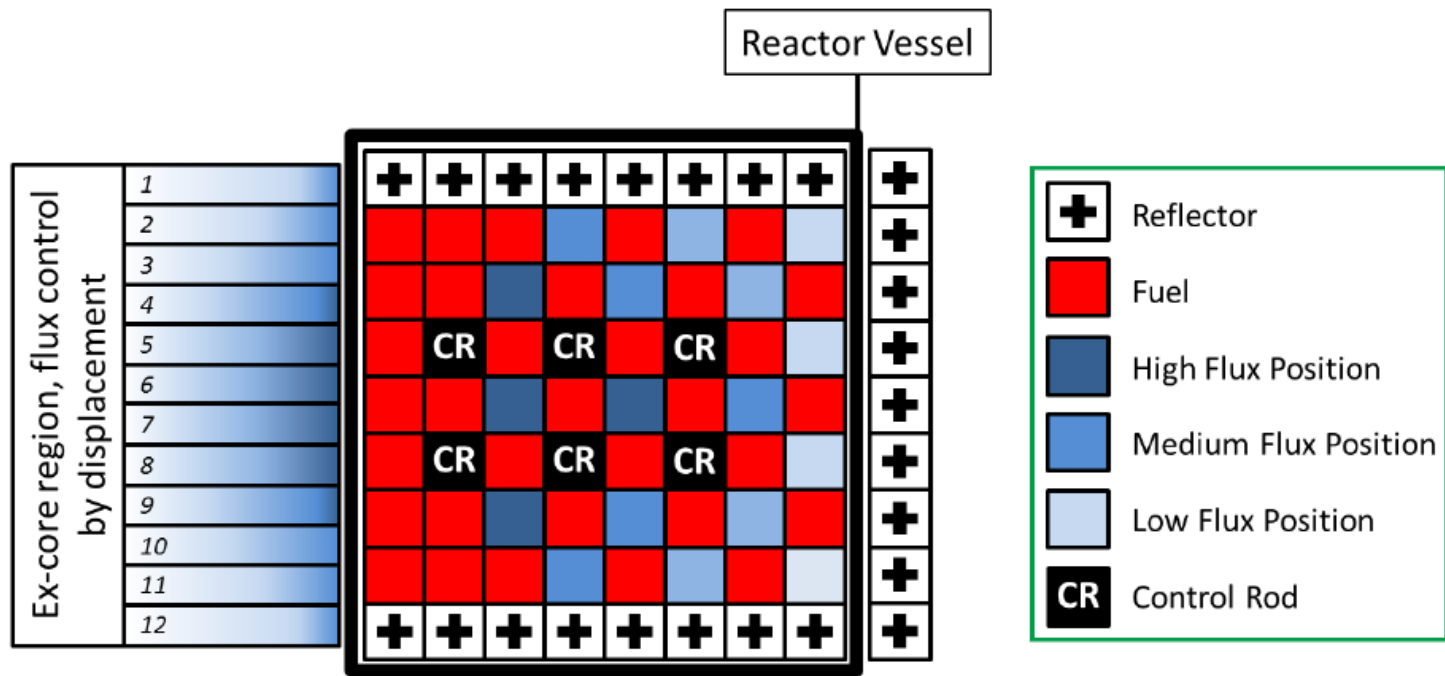 Reactor Vessel
Ex-core region, flux control
by displacement
1
2
3
4
5
6
7
8
9
10
11
12
CR CR CR
CR CR CR
Reflector
Fuel
High Flux Position
Medium Flux Position
Low Flux Position
CR Control Rod